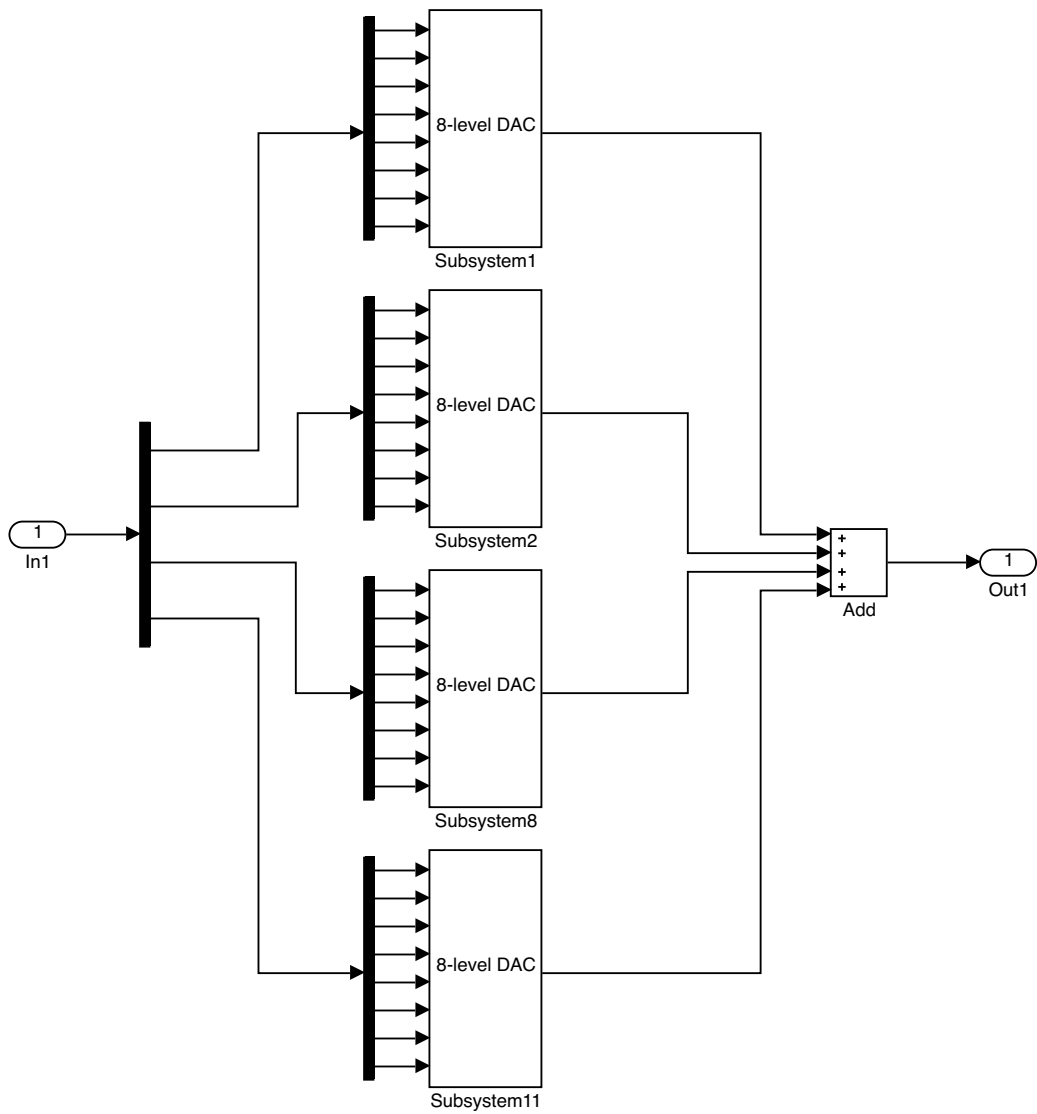 8-level DAC
Subsystem1
8-level DAC
Subsystem2
1
In1
+
+
+
+
Add
1
Out1
8-level DAC
Subsystem8
8-level DAC
Subsystem11